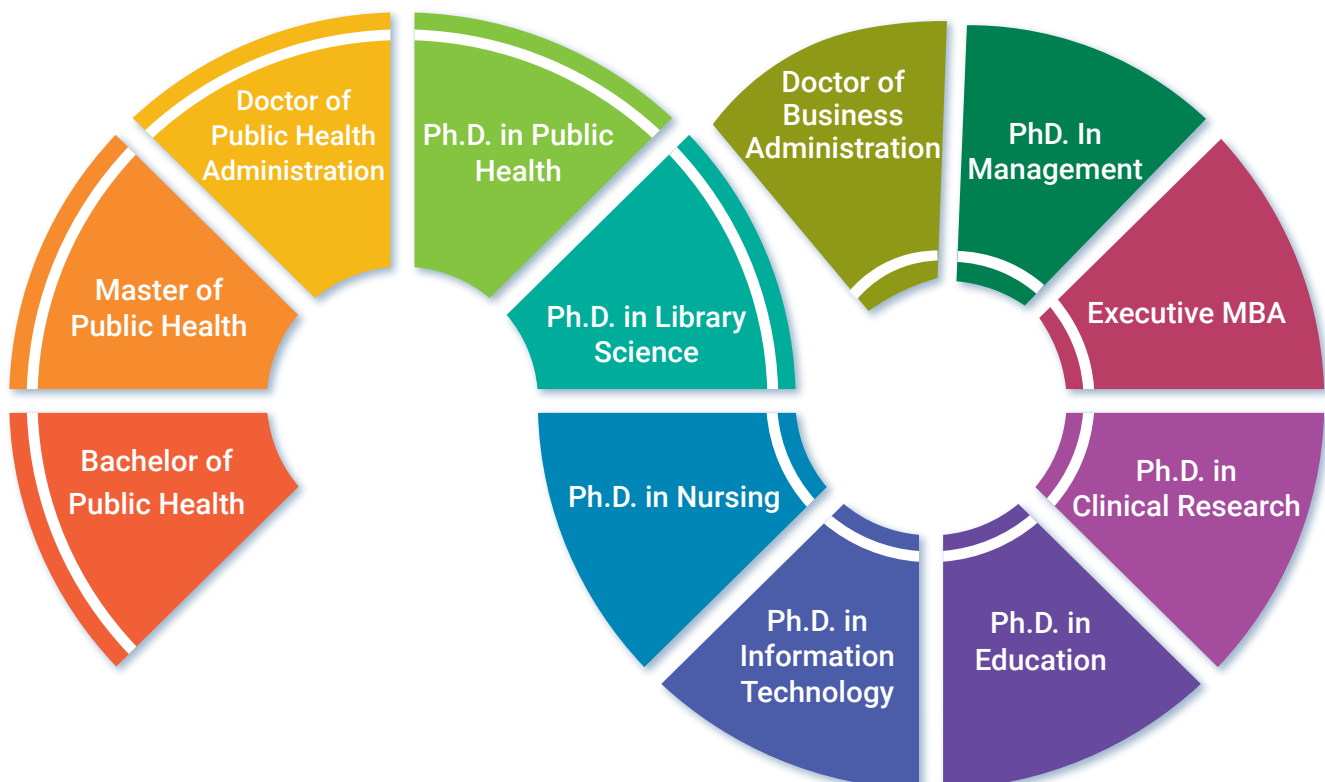 Bachelor of
Public Health
Master of
Public Health
Doctor of
Public Health
Administration
Ph.D. in Public
Health
Ph.D. in Library
Science
Ph.D. in Nursing
Ph.D. in
Information
Technology
Ph.D. in
Education
Ph.D. in
Clinical Research
Executive MBA
PhD. In
Management
Doctor of
Business
Administration